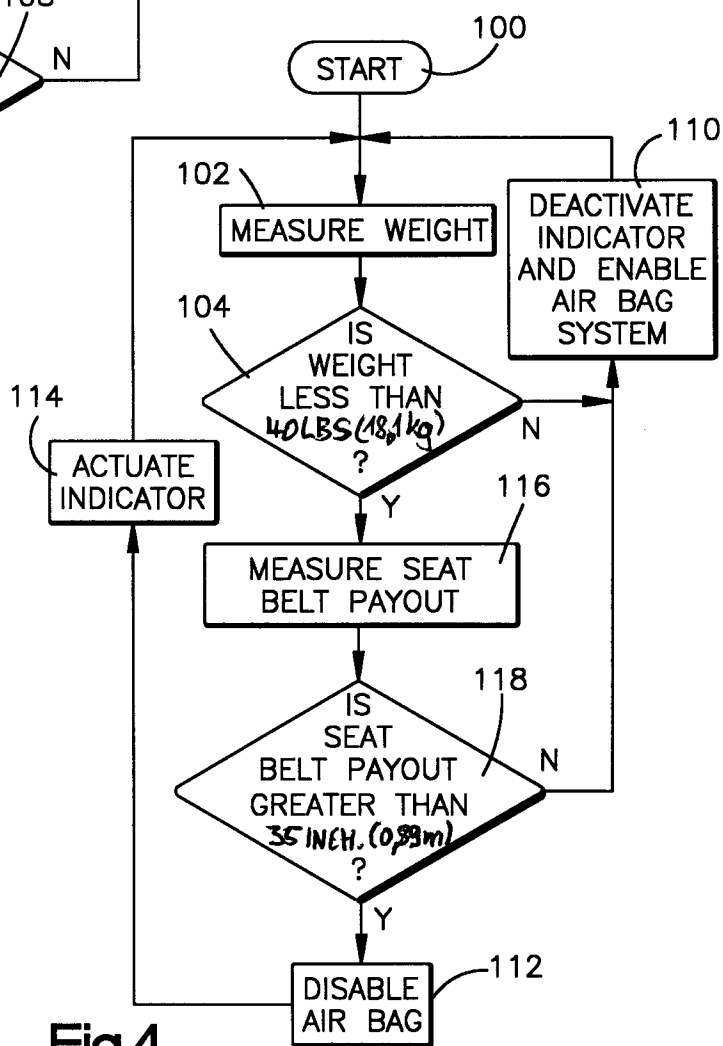 N
100
START
110
102
MEASURE WEIGHT
DEACTIVATE
INDICATOR
AND ENABLE
AIR BAG
SYSTEM
104
IS
WEIGHT
LESS THAN
40LBS (18,1kg)
?
N
Y
114
ACTUATE
INDICATOR
116
MEASURE SEAT
BELT PAYOUT
118
IS
SEAT
BELT PAYOUT
GREATER THAN
35 INCH. (0,89m)
?
N
Y
DISABLE
AIR BAG
112
Fig.4